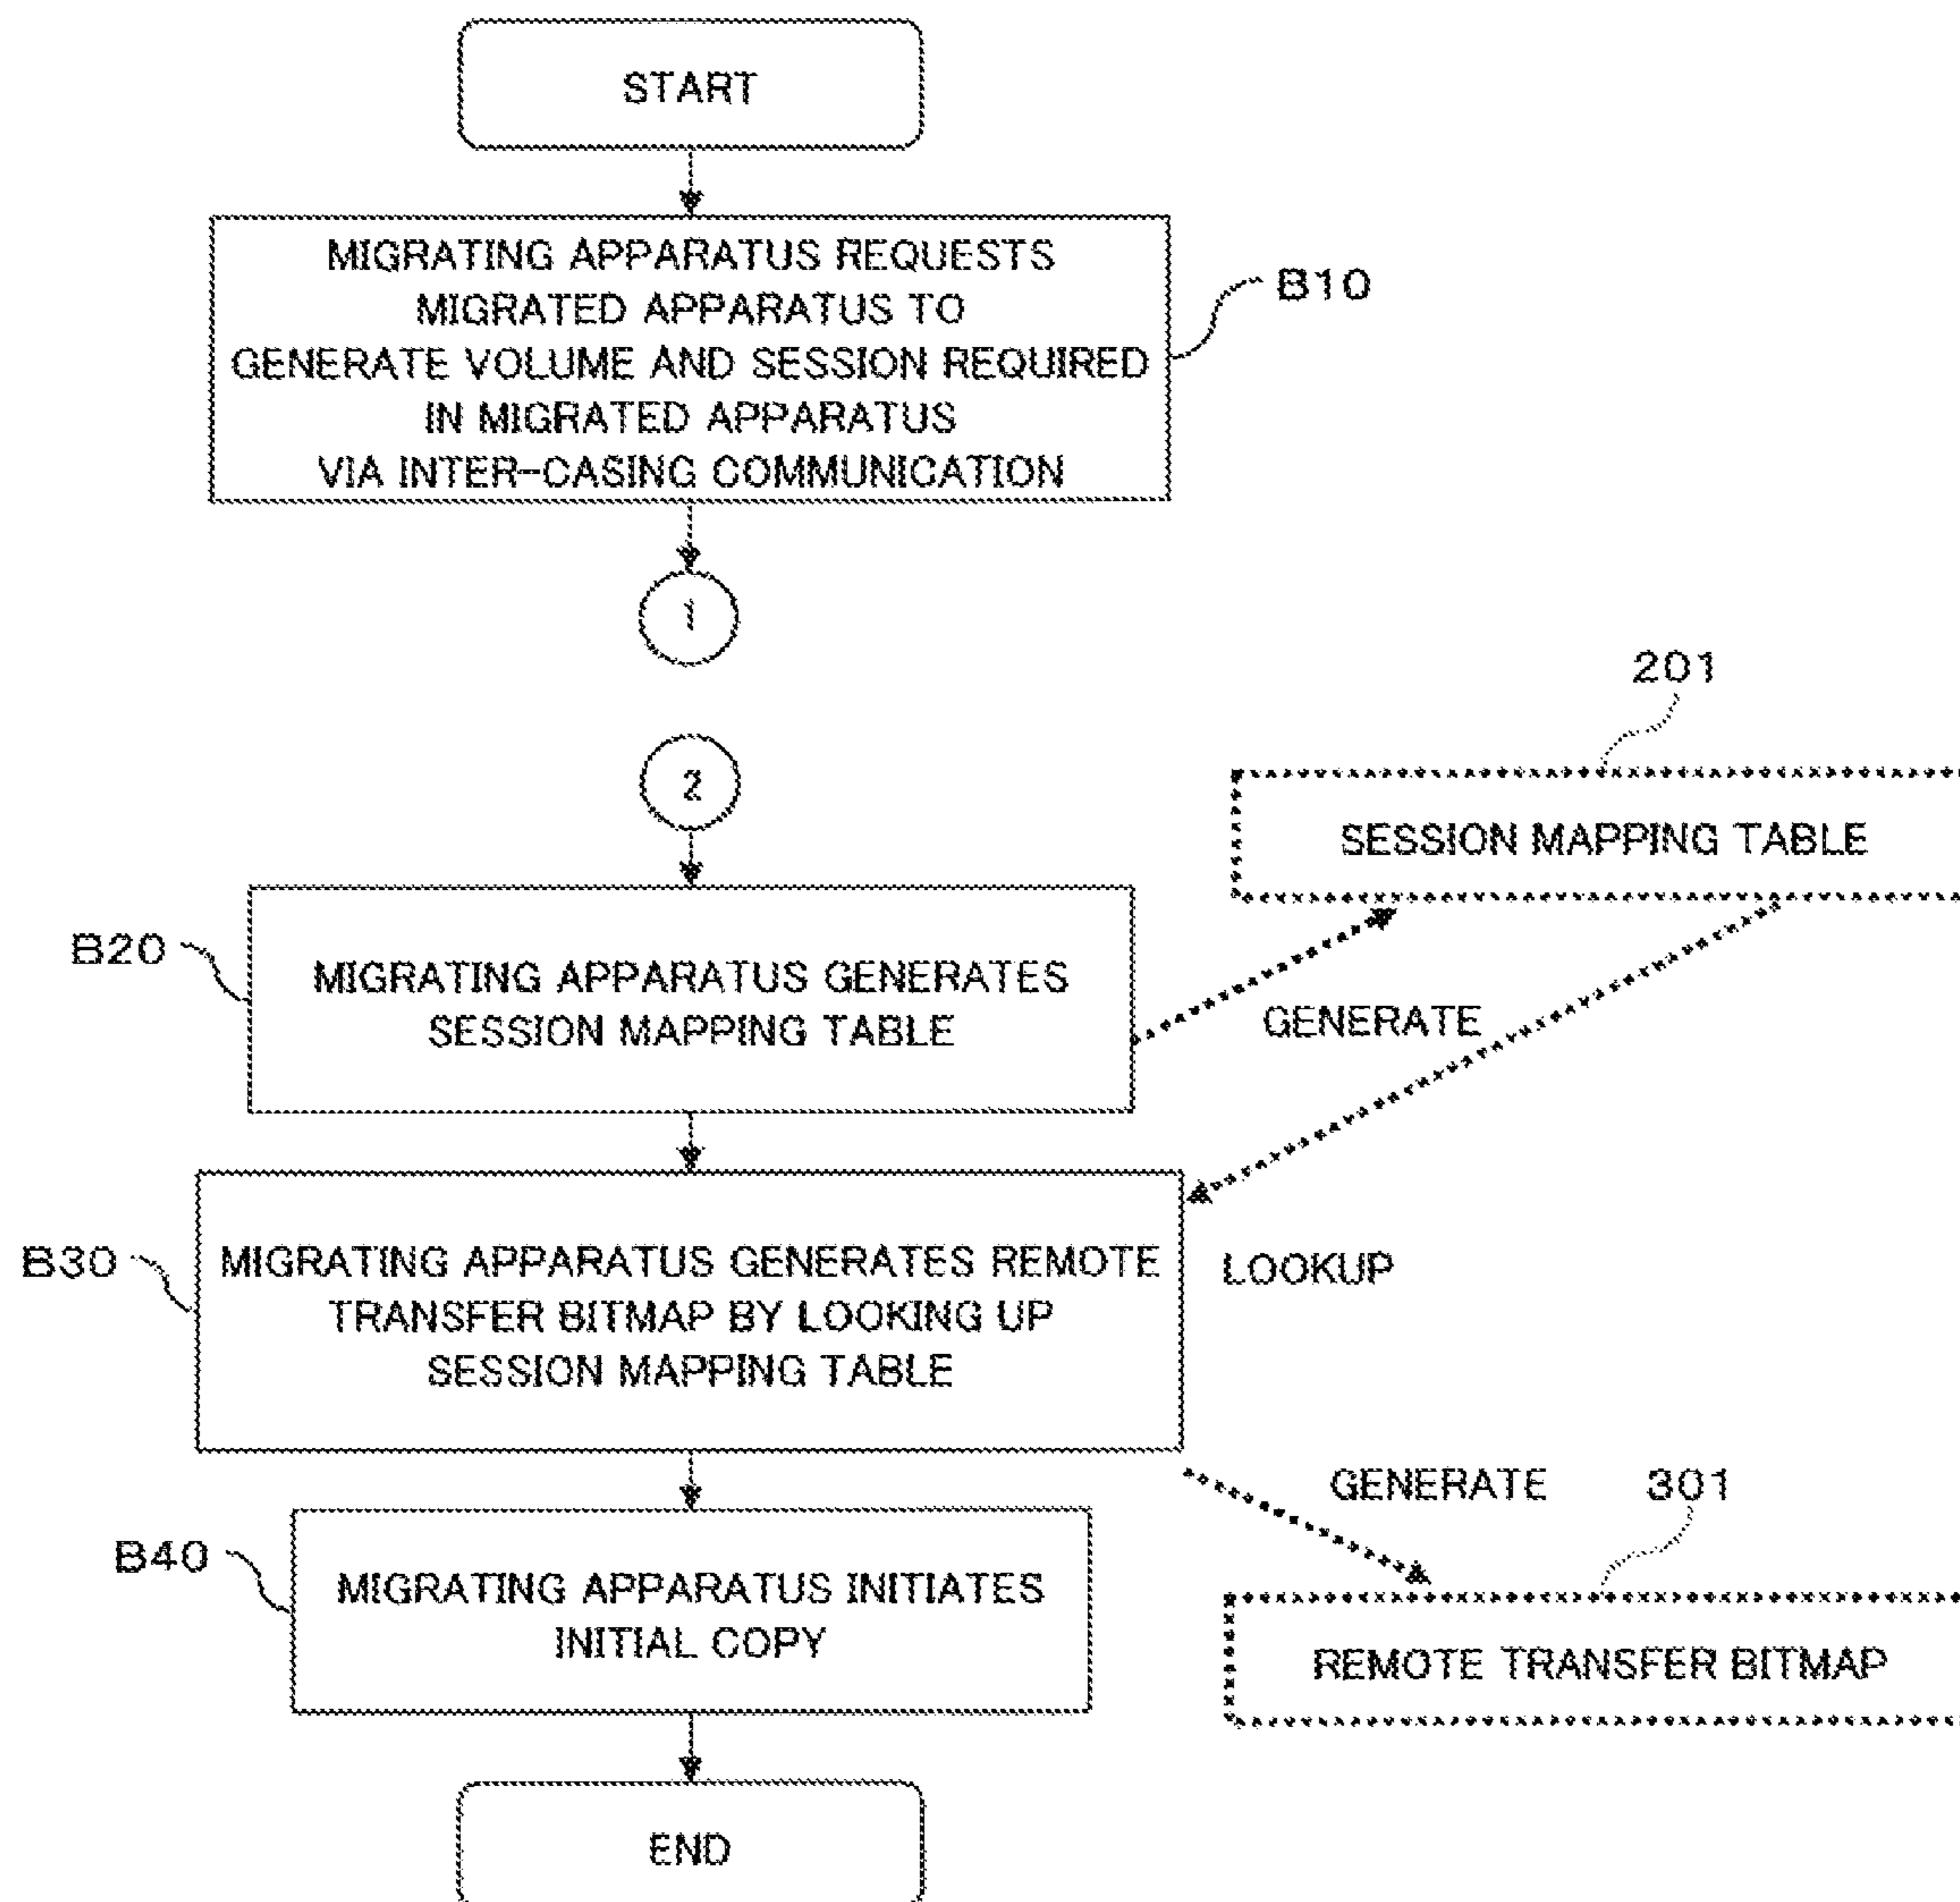 START
MIGRATING APPARATUS REQUESTS
MIGRATED APPARATUS TO
GENERATE VOLUME AND SESSION REQUIRED
IN MIGRATED APPARATUS
VIA INTER-CASING COMMUNICATION
B10
1
2
201
SESSION MAPPING TABLE
B20
MIGRATING APPARATUS GENERATES
SESSION MAPPING TABLE
GENERATE
B30
MIGRATING APPARATUS GENERATES REMOTE
TRANSFER BITMAP BY LOOKING UP
SESSION MAPPING TABLE
LOOKUP
GENERATE
301
B40
MIGRATING APPARATUS INITIATES
INITIAL COPY
REMOTE TRANSFER BITMAP
END